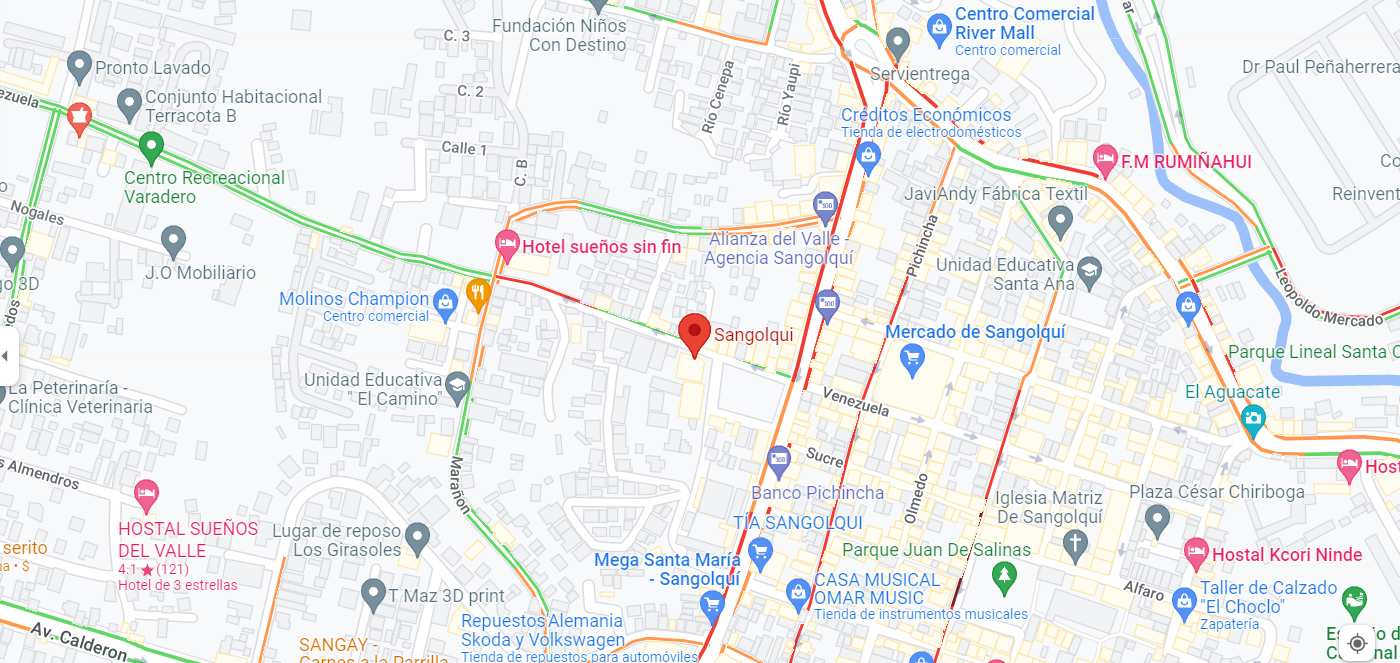 Fundación Niños
Con Destino
C. 3
Centro Comercial
River Mall
Centro comercial
ar
Pronto Lavado
Servientrega
Dr Paul Peñaherrera
ezuela
Conjunto Habitacional
Terracota B
C. 2
Río Cenepa
Río Yaupi
Créditos Económicos
Tienda de electrodomésticos
Calle 1
C. B
F.M RUMIÑAHUI
Co
Centro Recreacional
Varadero
JaviAndy Fábrica Textil
Reinvent
Nogales
J.O Mobiliario
Hotel sueños sin fin
Alianza del Valle -
Agencia Sangolquí
Pichincha
Unidad Educativa
Santa Ana
go 3D
dos
Molinos Champion
Centro comercial
Leopoldo Mercado
Sangolqui
Mercado de Sangolquí
Parque Lineal Santa C
La Peterinaría -
Clínica Veterinaria
Unidad Educativa
" El Camino"
Venezuela
El Aguacate
s Almendros
Marañon
Sucre
Banco Pichincha
Olmedo
Iglesia Matriz
De Sangolquí
Plaza César Chiriboga
Host
HOSTAL SUEÑOS
DEL VALLE
4.1 ★ (121)
Hotel de 3 estrellas
Lugar de reposo
Los Girasoles
TÍA SANGOLQUI
Parque Juan De Salinas
Hostal Kcori Ninde
serito
na • $
Mega Santa María
- Sangolquí
CASA MUSICAL
OMAR MUSIC
Tienda de instrumentos musicales
Alfaro
Taller de Calzado
"El Choclo"
Zapatería
T Maz 3D print
Av. Calderon
SANGAY -
Carnes a la Parrilla
Repuestos Alemania
Skoda y Volkswagen
Tienda de repuestos para automóviles